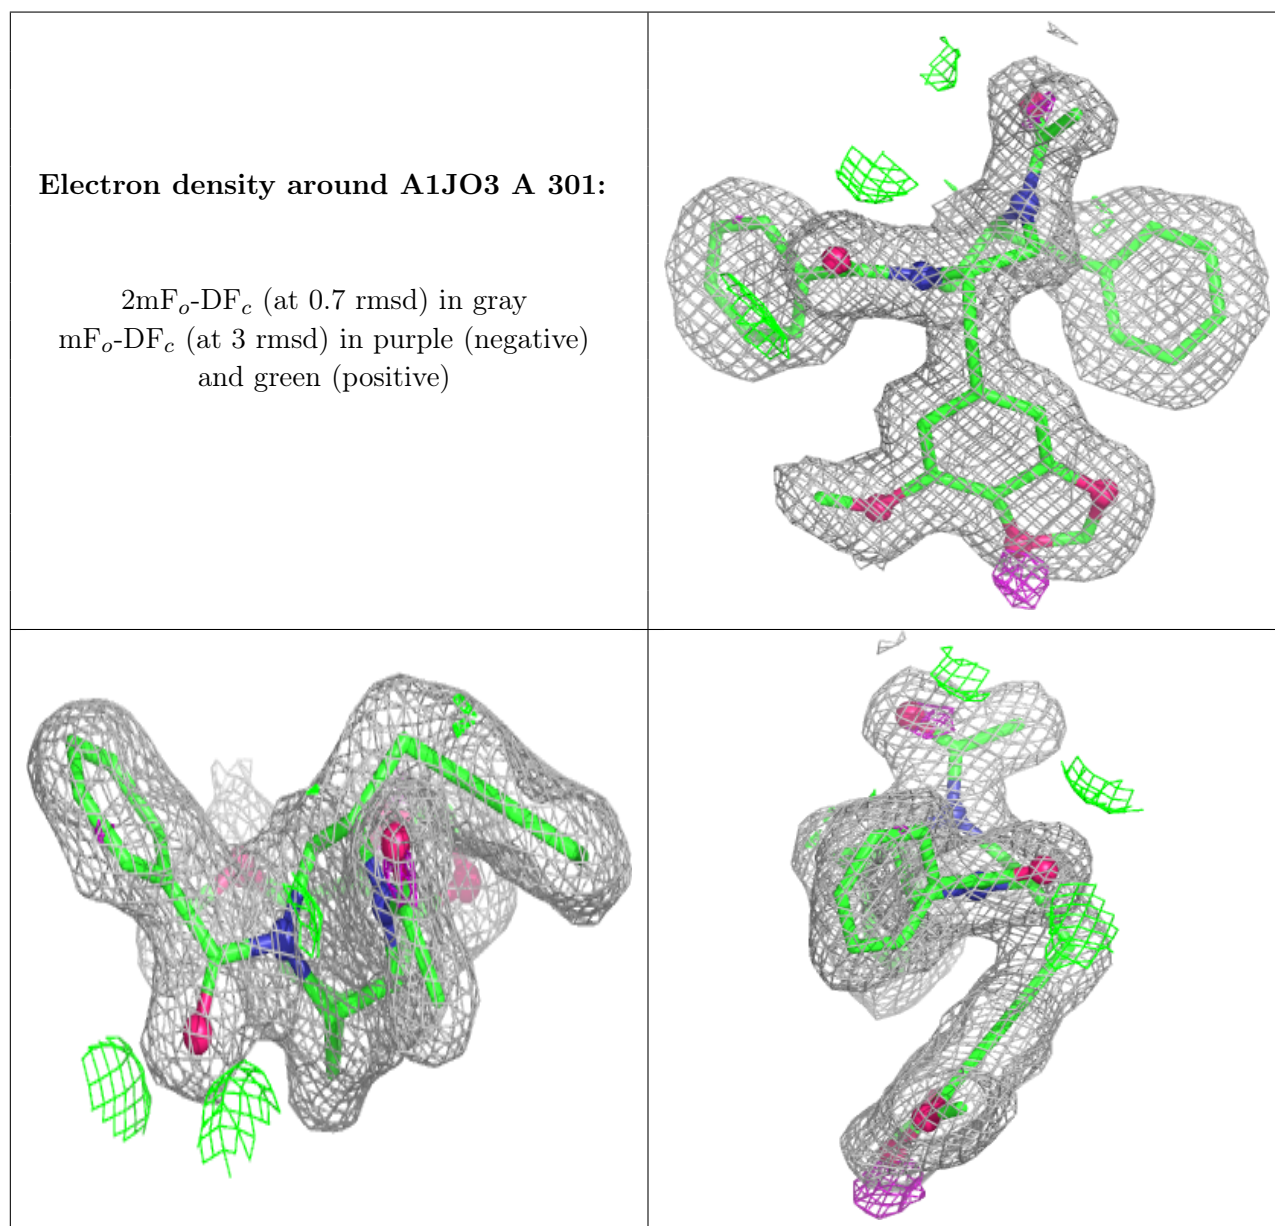 Electron density around A1JO3 A 301:
2mFo-DFc (at 0.7 rmsd) in gray
mFo-DFc (at 3 rmsd) in purple (negative)
and green (positive)